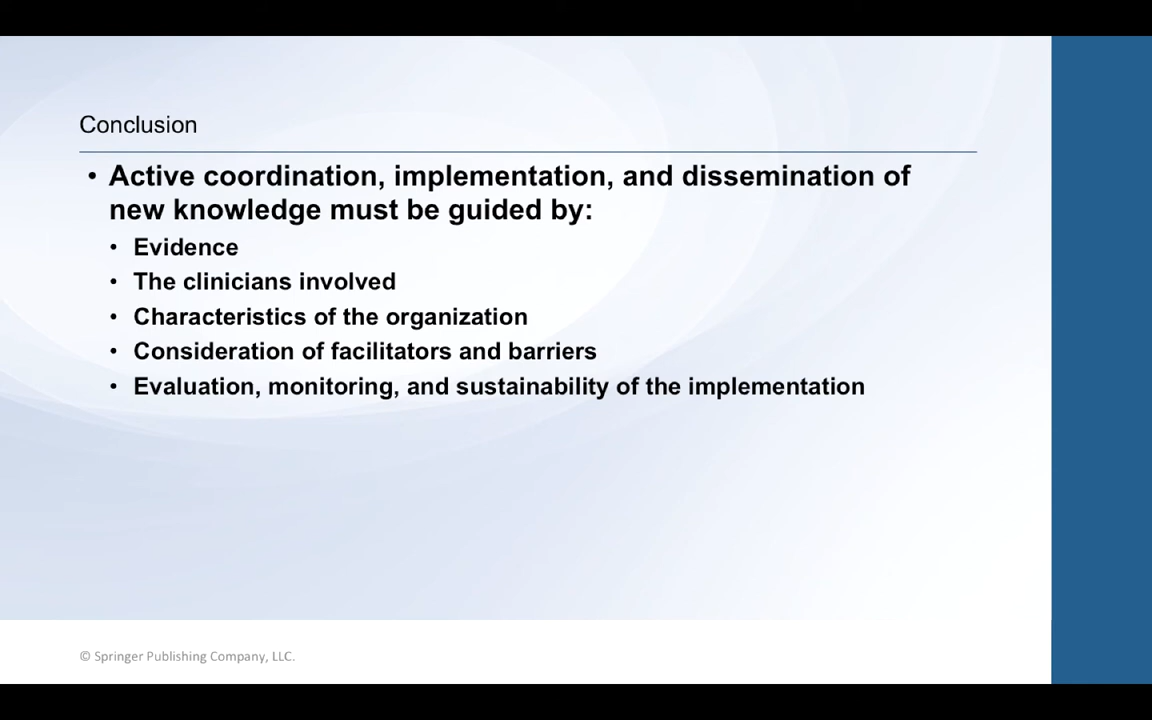 Conclusion
• Active coordination, implementation, and dissemination of
new knowledge must be guided by:
• Evidence
• The clinicians involved
• Characteristics of the organization
• Consideration of facilitators and barriers
• Evaluation, monitoring, and sustainability of the implementation
© Springer Publishing Company, LLC.